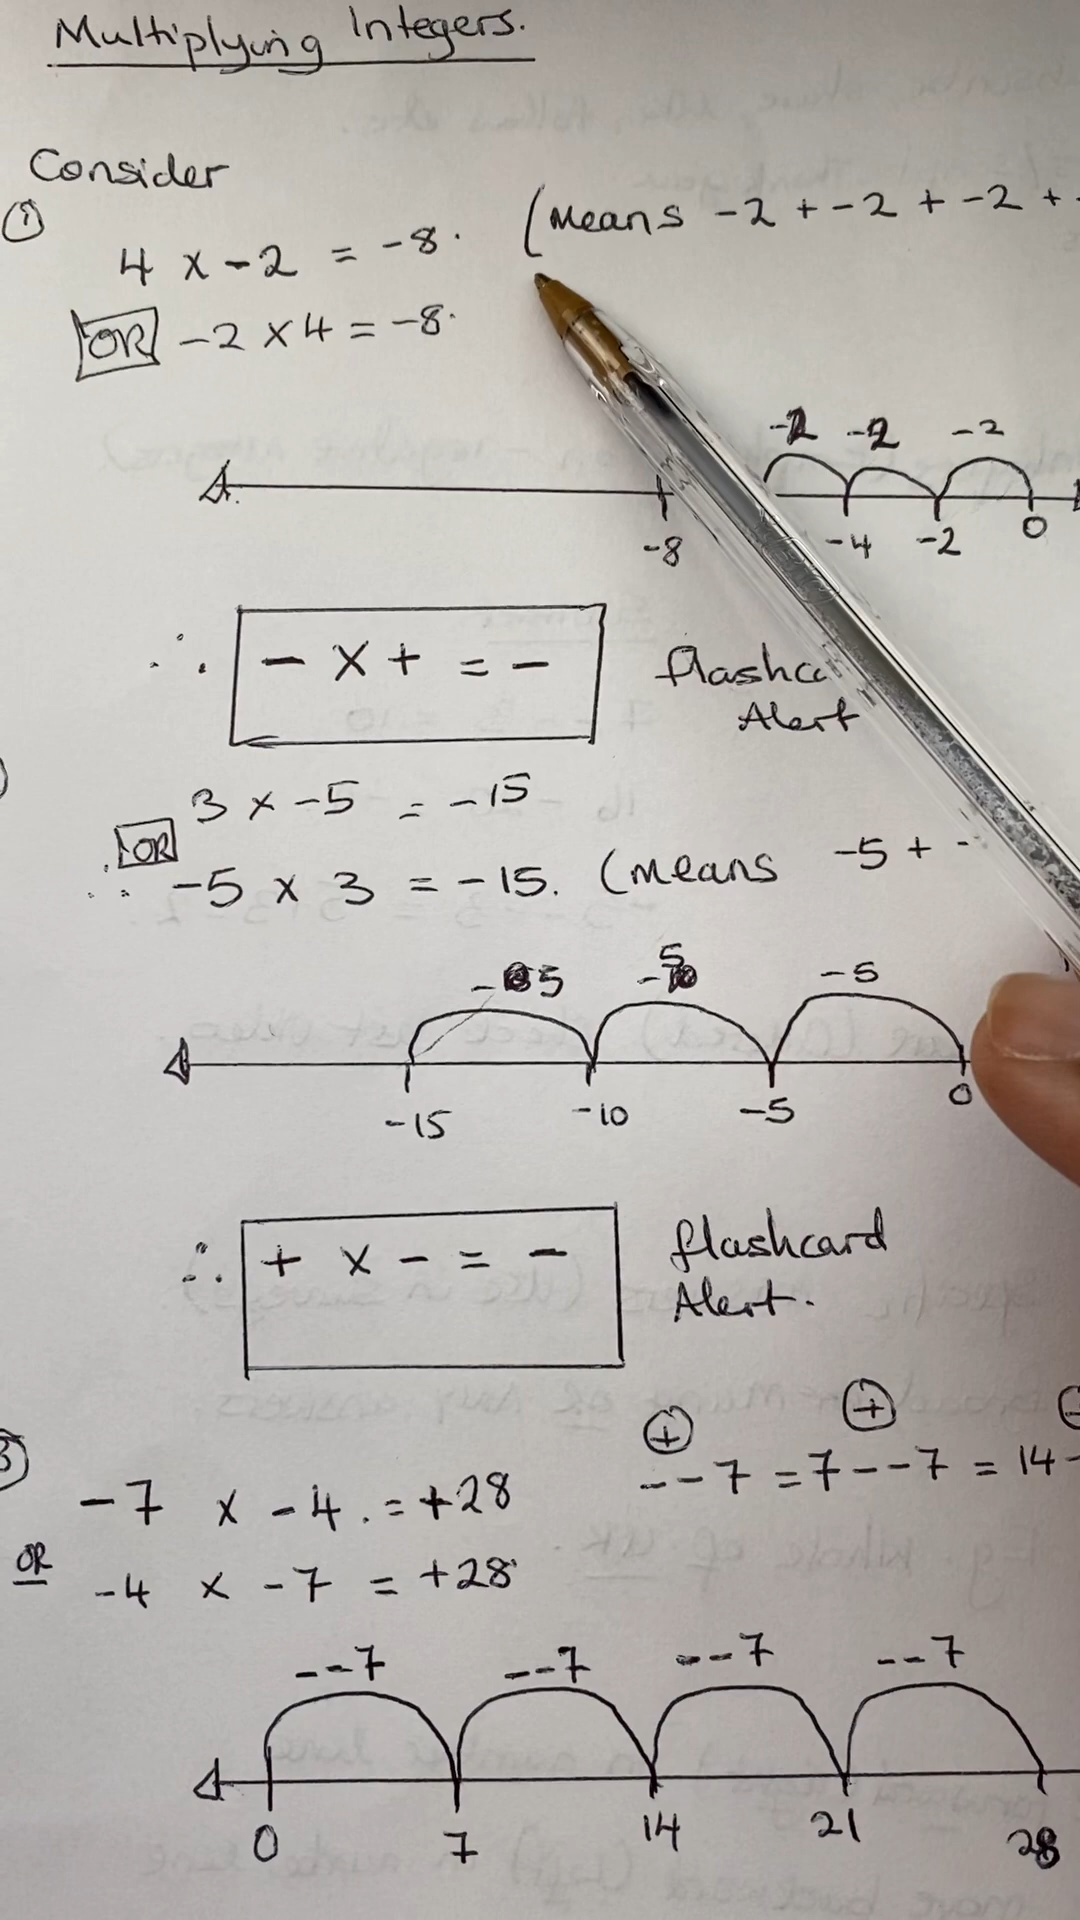 Multiplying Integers.
Consider
①
4 x -2 = -8. (means -2 + -2 + -2 +
OR -2 x 4 = -8.
-2 -2 -2
-8 -4 -2 0
∴ - x + = - flashc
Alert
3 x -5 = -15
OR
∴ -5 x 3 = -15. (means -5 + -
-5 -5 -5
-15 -10 -5 0
∴ + x - = - flashcard
Alert.
+ +
3
-7 x -4 . = +28 --7 = 7--7 = 14-
OR -4 x -7 = +28
--7 --7 --7 --7
0 7 14 21 28